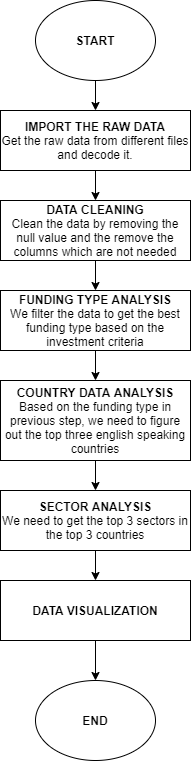 START
IMPORT THE RAW DATA
Get the raw data from different files
and decode it.
DATA CLEANING
Clean the data by removing the
null value and the remove the
columns which are not needed
FUNDING TYPE ANALYSIS
We filter the data to get the best
funding type based on the
investment criteria
COUNTRY DATA ANALYSIS
Based on the funding type in
previous step, we need to figure
out the top three english speaking
countries
SECTOR ANALYSIS
We need to get the top 3 sectors in
the top 3 countries
DATA VISUALIZATION
END